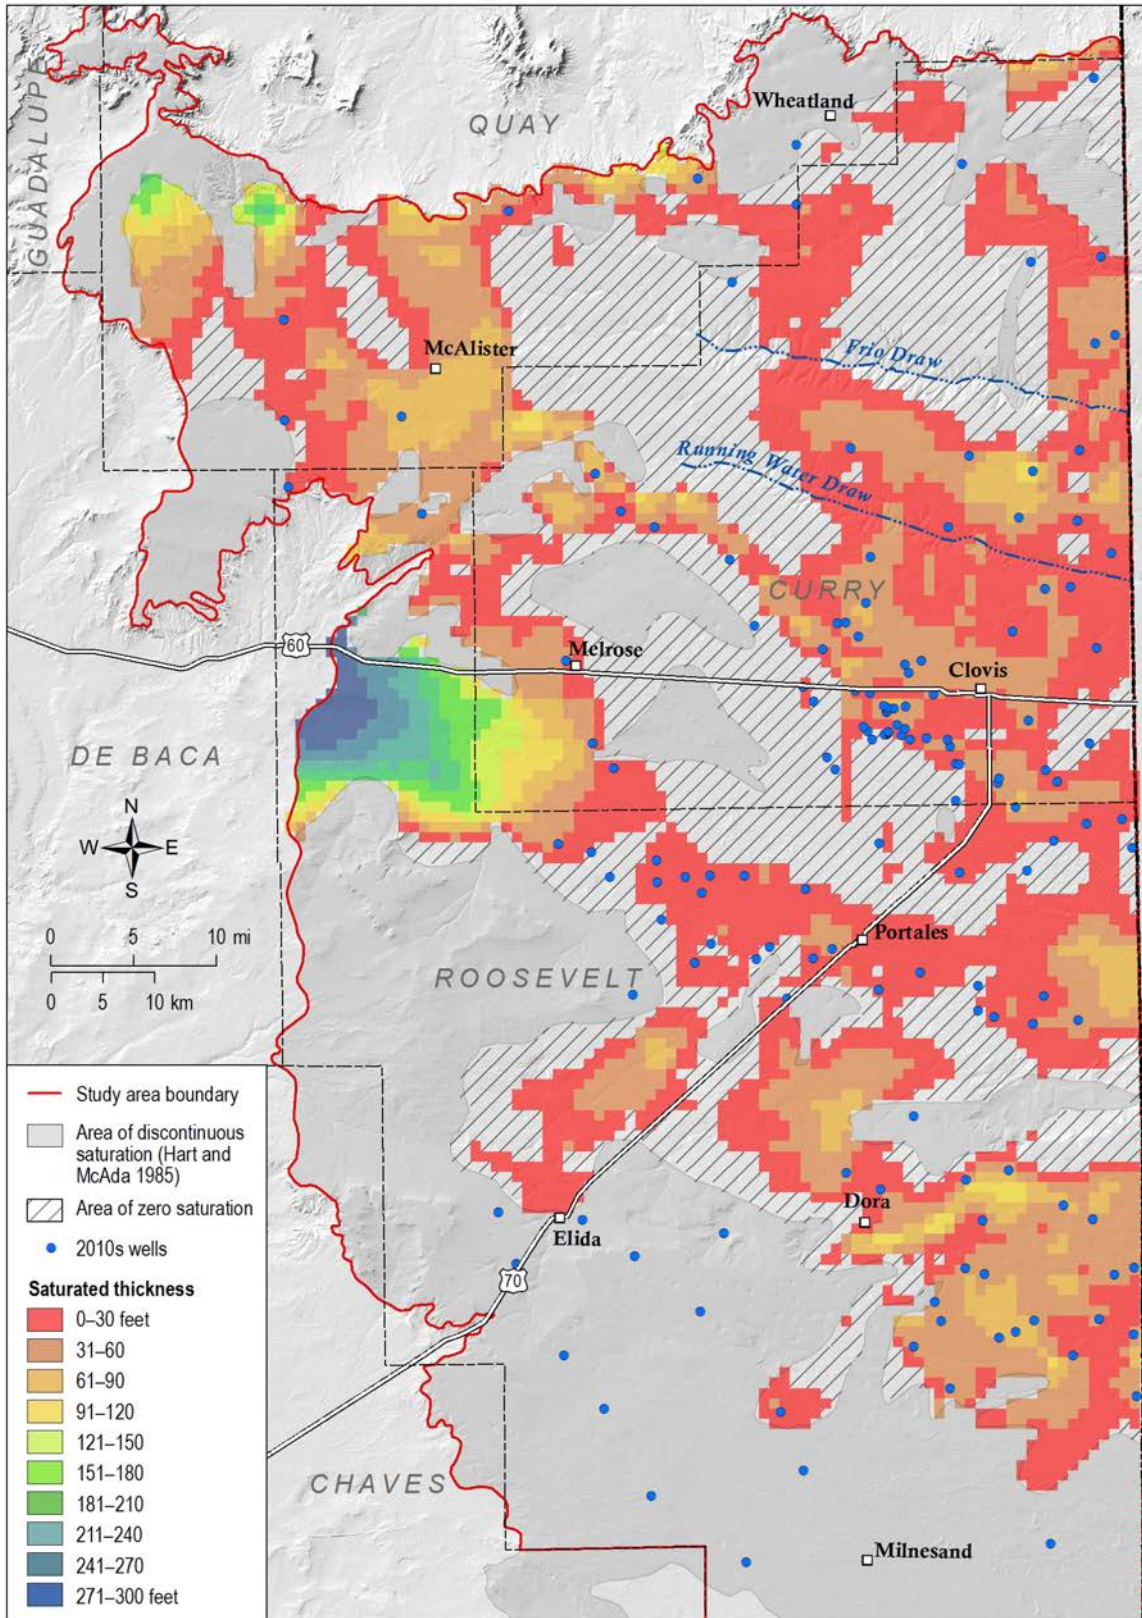 GUADALUPE
QUAY
Wheatland
McAlister
Frio Draw
Running Water Draw
CURRY
60
Melrose
Clovis
DE BACA
N
W E
S
0 5 10 mi
0 5 10 km
Portales
ROOSEVELT
Study area boundary
Area of discontinuous
saturation (Hart and
McAda 1985)
Area of zero saturation
2010s wells
Saturated thickness
0–30 feet
31–60
61–90
91–120
121–150
151–180
181–210
211–240
241–270
271–300 feet
Dora
Elida
70
CHAVES
Milnesand